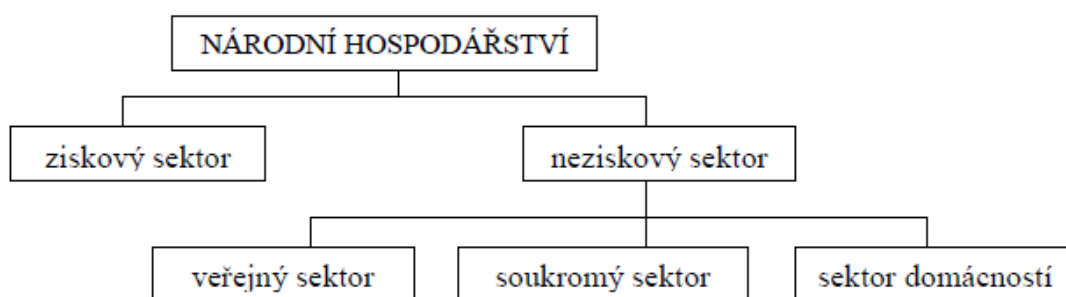 NÁRODNÍ HOSPODÁŘSTVÍ
ziskový sektor
neziskový sektor
veřejný sektor
soukromý sektor
sektor domácností